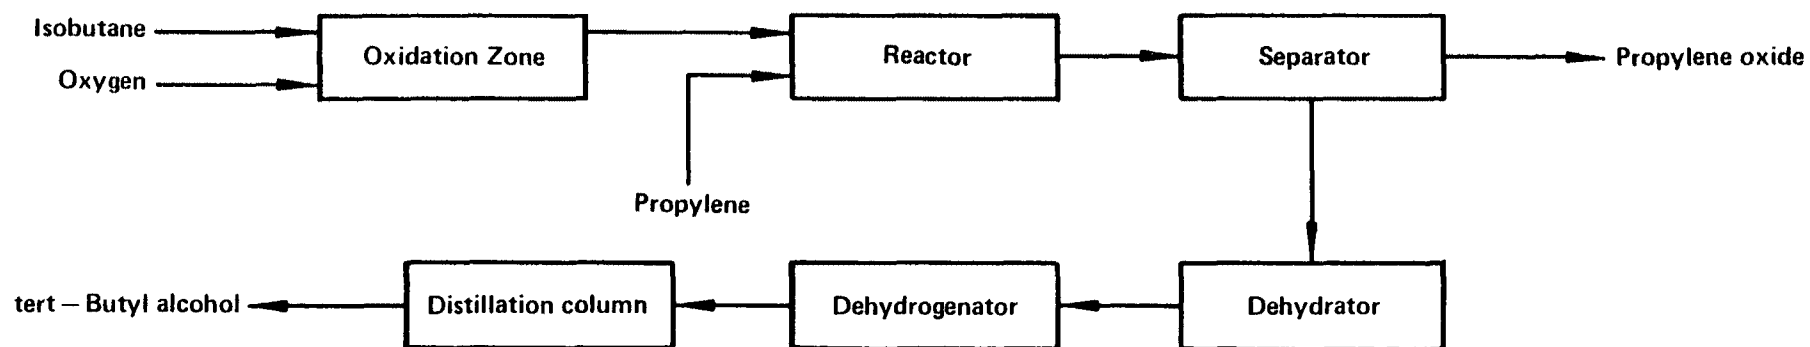 Isobutane
Oxidation Zone
Reactor
Separator
Propylene oxide
Oxygen
Propylene
tert – Butyl alcohol
Distillation column
Dehydrogenator
Dehydrator